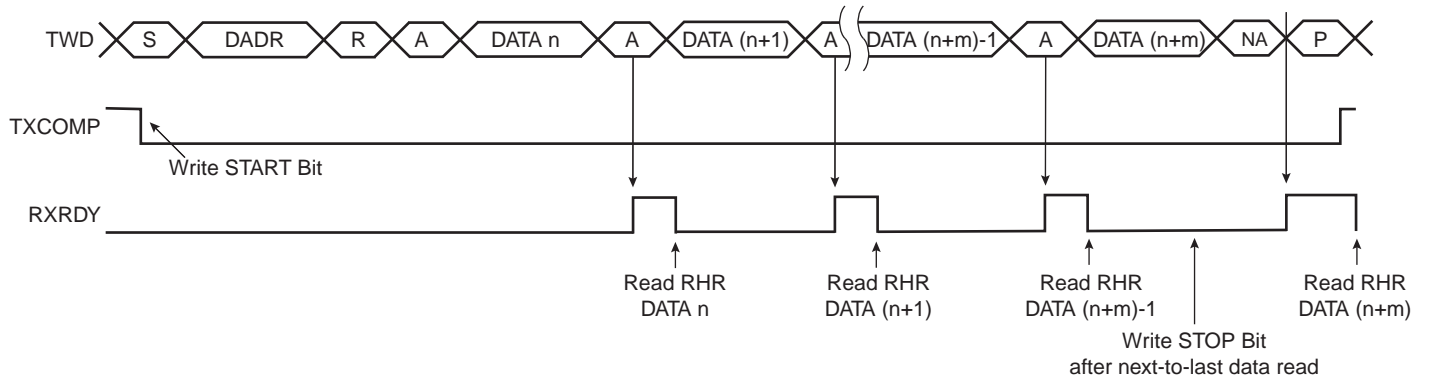 TWD S DADR R A DATA n A DATA (n+1) A DATA (n+m)-1 A DATA (n+m) NA P
TXCOMP
Write START Bit
RXRDY
Read RHR
DATA n
Read RHR
DATA (n+1)
Read RHR
DATA (n+m)-1
Read RHR
DATA (n+m)
Write STOP Bit
after next-to-last data read